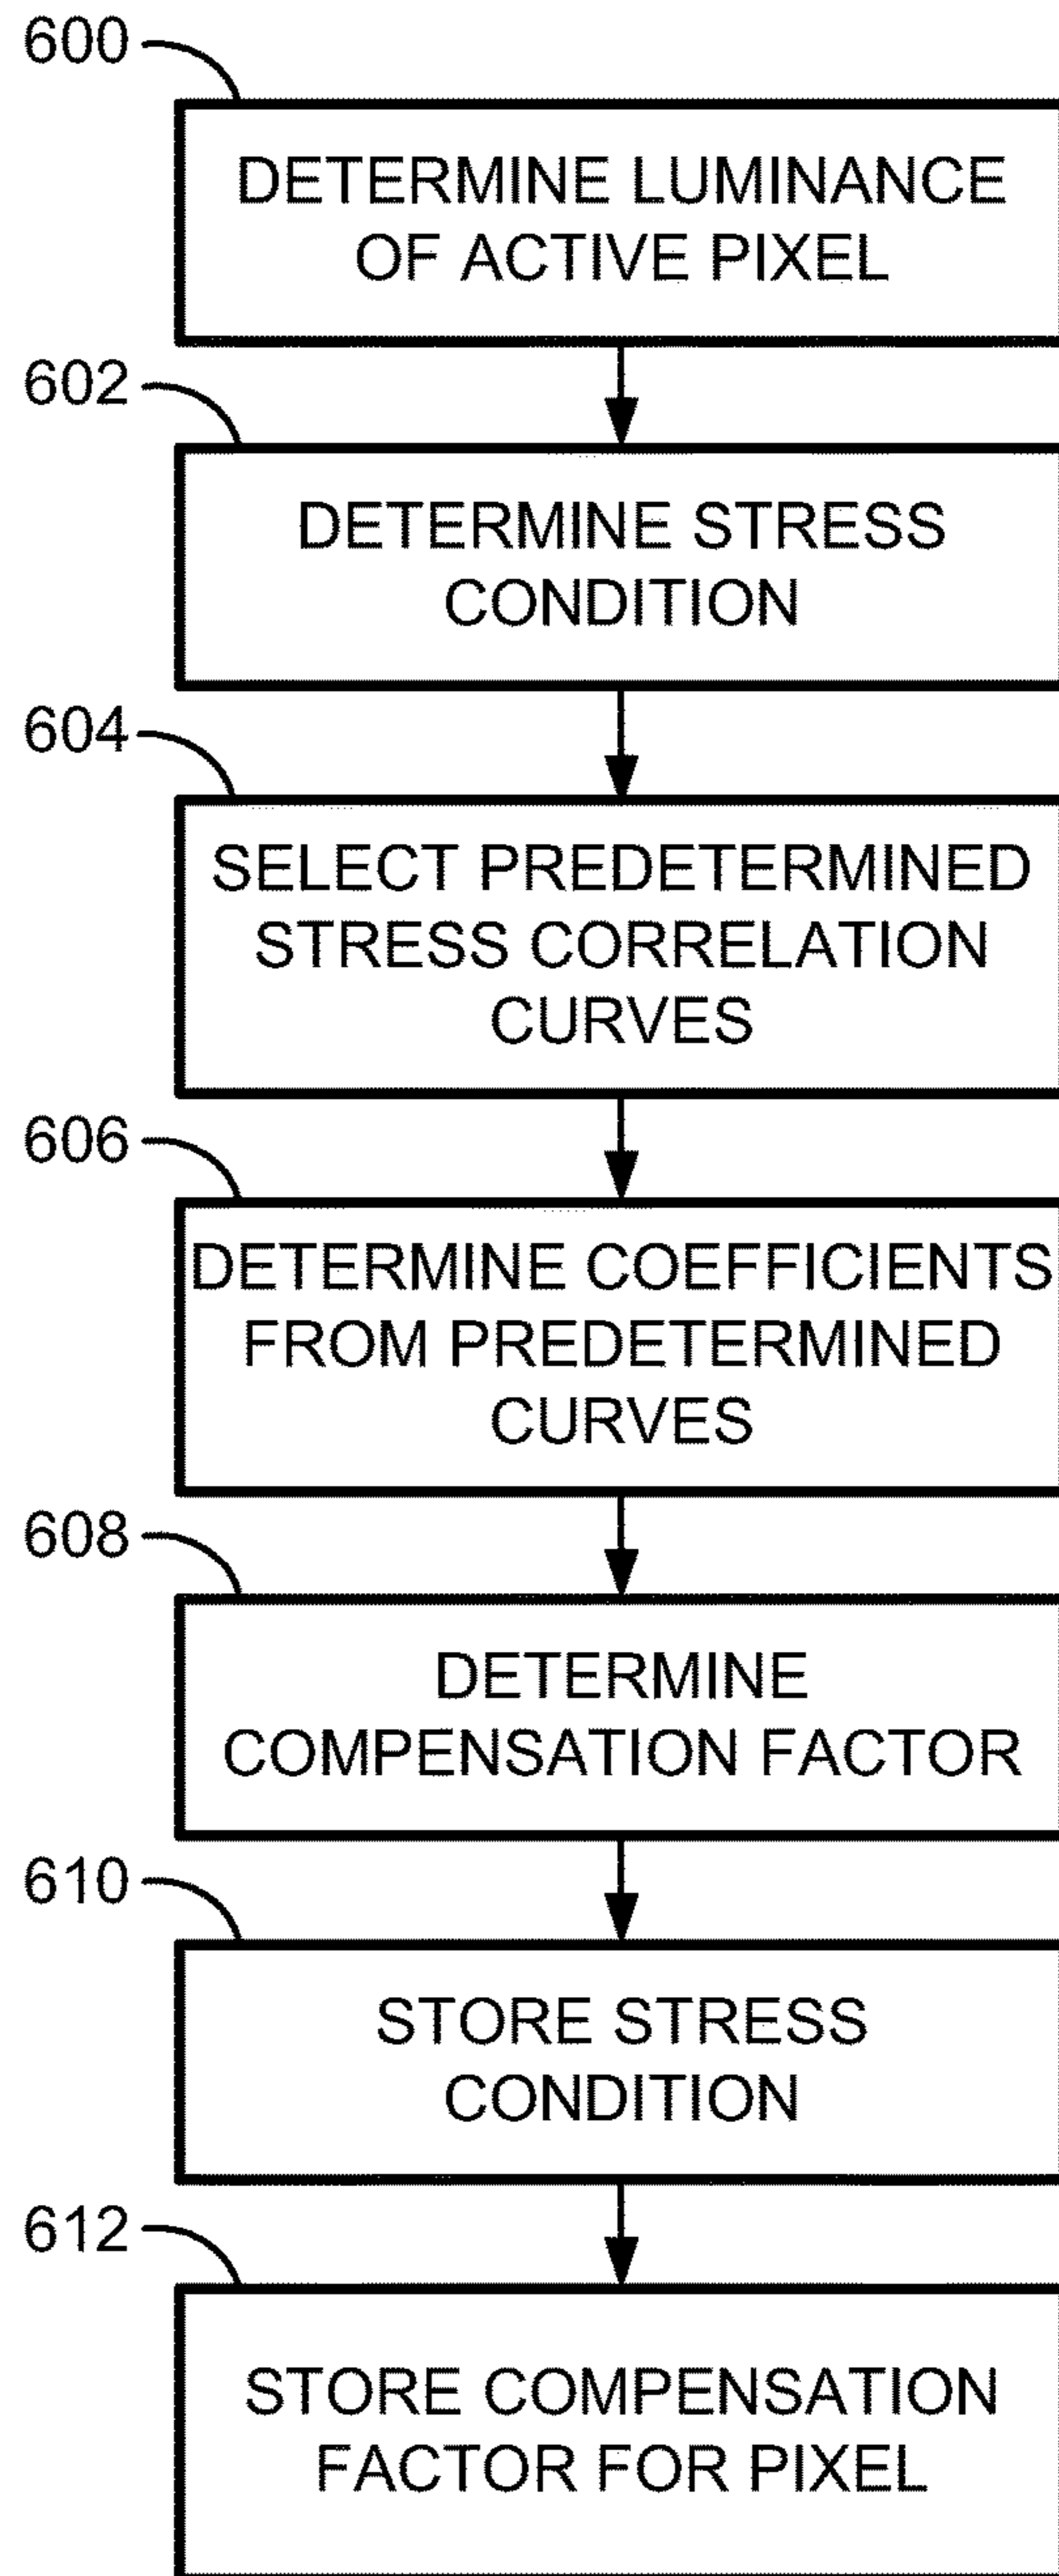 600
DETERMINE LUMINANCE
OF ACTIVE PIXEL
602
DETERMINE STRESS
CONDITION
604
SELECT PREDETERMINED
STRESS CORRELATION
CURVES
606
DETERMINE COEFFICIENTS
FROM PREDETERMINED
CURVES
608
DETERMINE
COMPENSATION FACTOR
610
STORE STRESS
CONDITION
612
STORE COMPENSATION
FACTOR FOR PIXEL